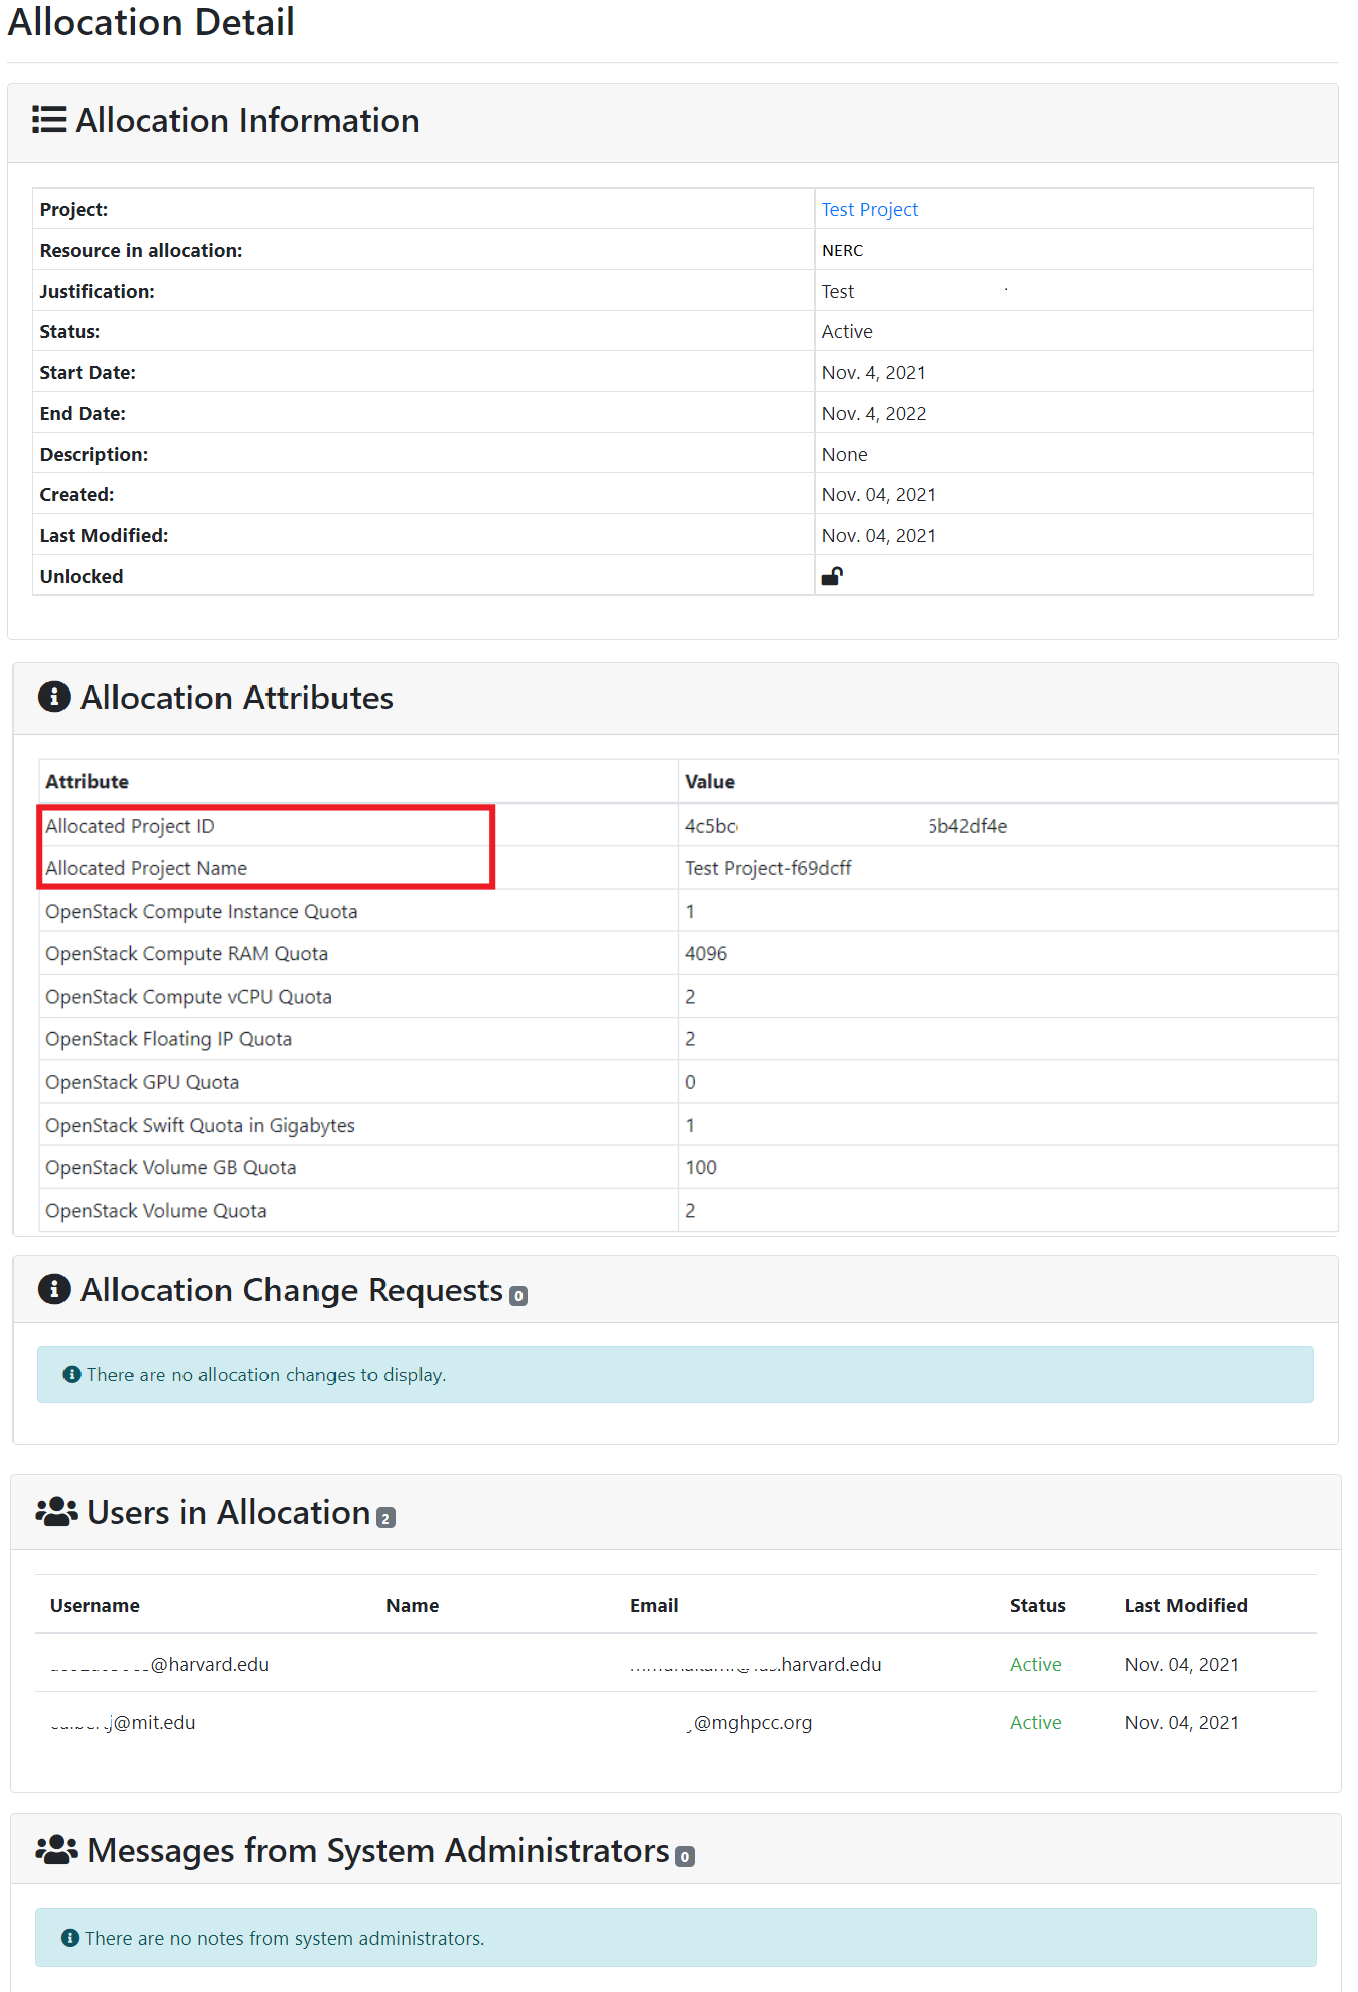 Allocation Detail
Allocation Information
Project: Test Project
Resource in allocation: NERC
Justification: Test
Status: Active
Start Date: Nov. 4, 2021
End Date: Nov. 4, 2022
Description: None
Created: Nov. 04, 2021
Last Modified: Nov. 04, 2021
Unlocked
Allocation Attributes
Attribute Value
Allocated Project ID 4c5bc 6b42df4e
Allocated Project Name Test Project-f69dcff
OpenStack Compute Instance Quota 1
OpenStack Compute RAM Quota 4096
OpenStack Compute vCPU Quota 2
OpenStack Floating IP Quota 2
OpenStack GPU Quota 0
OpenStack Swift Quota in Gigabytes 1
OpenStack Volume GB Quota 100
OpenStack Volume Quota 2
Allocation Change Requests 0
There are no allocation changes to display.
Users in Allocation 2
Username Name Email Status Last Modified
@harvard.edu .harvard.edu Active Nov. 04, 2021
j@mit.edu @mghpcc.org Active Nov. 04, 2021
Messages from System Administrators 0
There are no notes from system administrators.